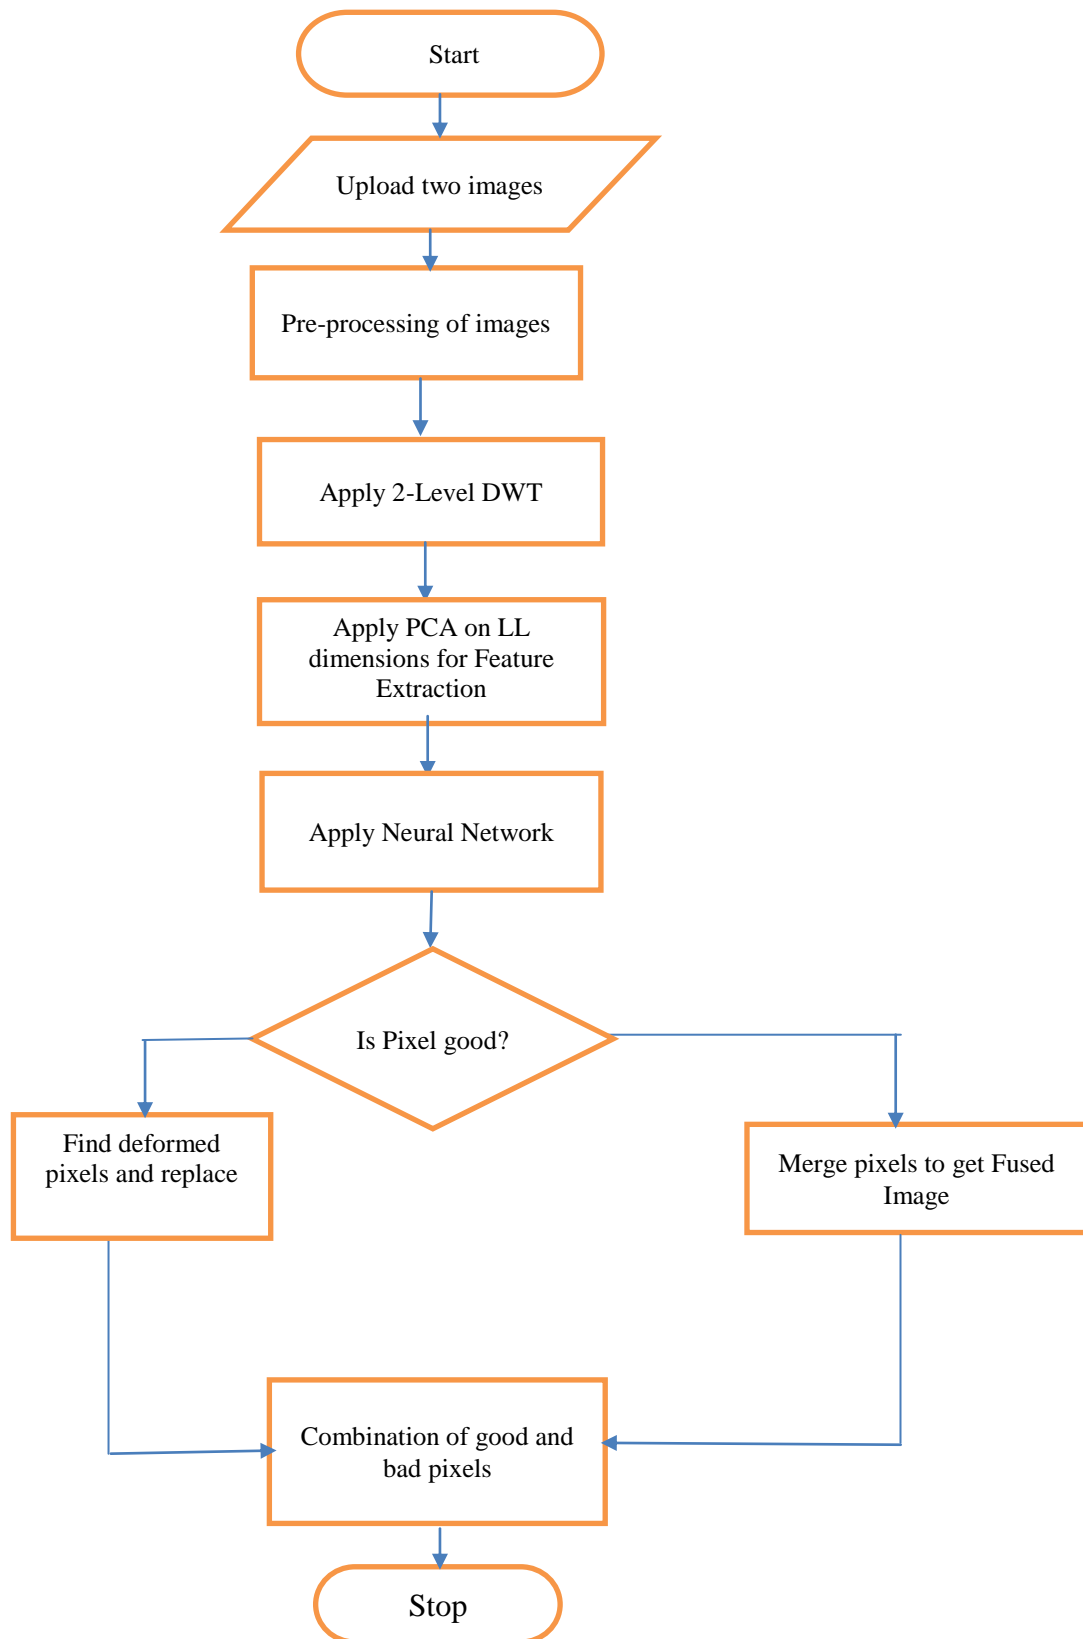 Start
Upload two images
Pre-processing of images
Apply 2-Level DWT
Apply PCA on LL
dimensions for Feature
Extraction
Apply Neural Network
Is Pixel good?
Find deformed
pixels and replace
Merge pixels to get Fused
Image
Combination of good and
bad pixels
Stop